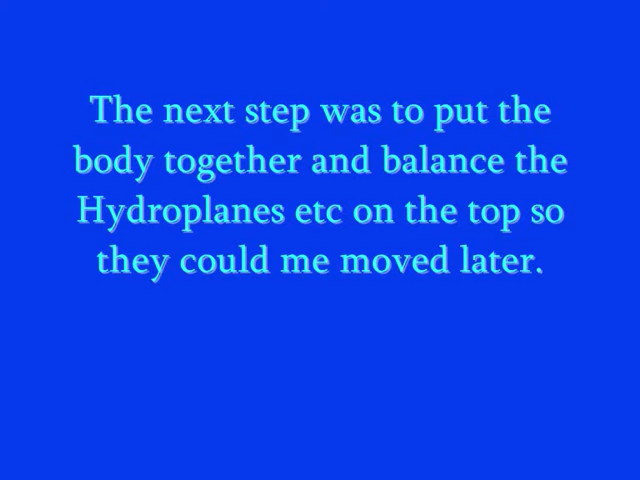 The next step was to put the
body together and balance the
Hydroplanes etc on the top so
they could me moved later.